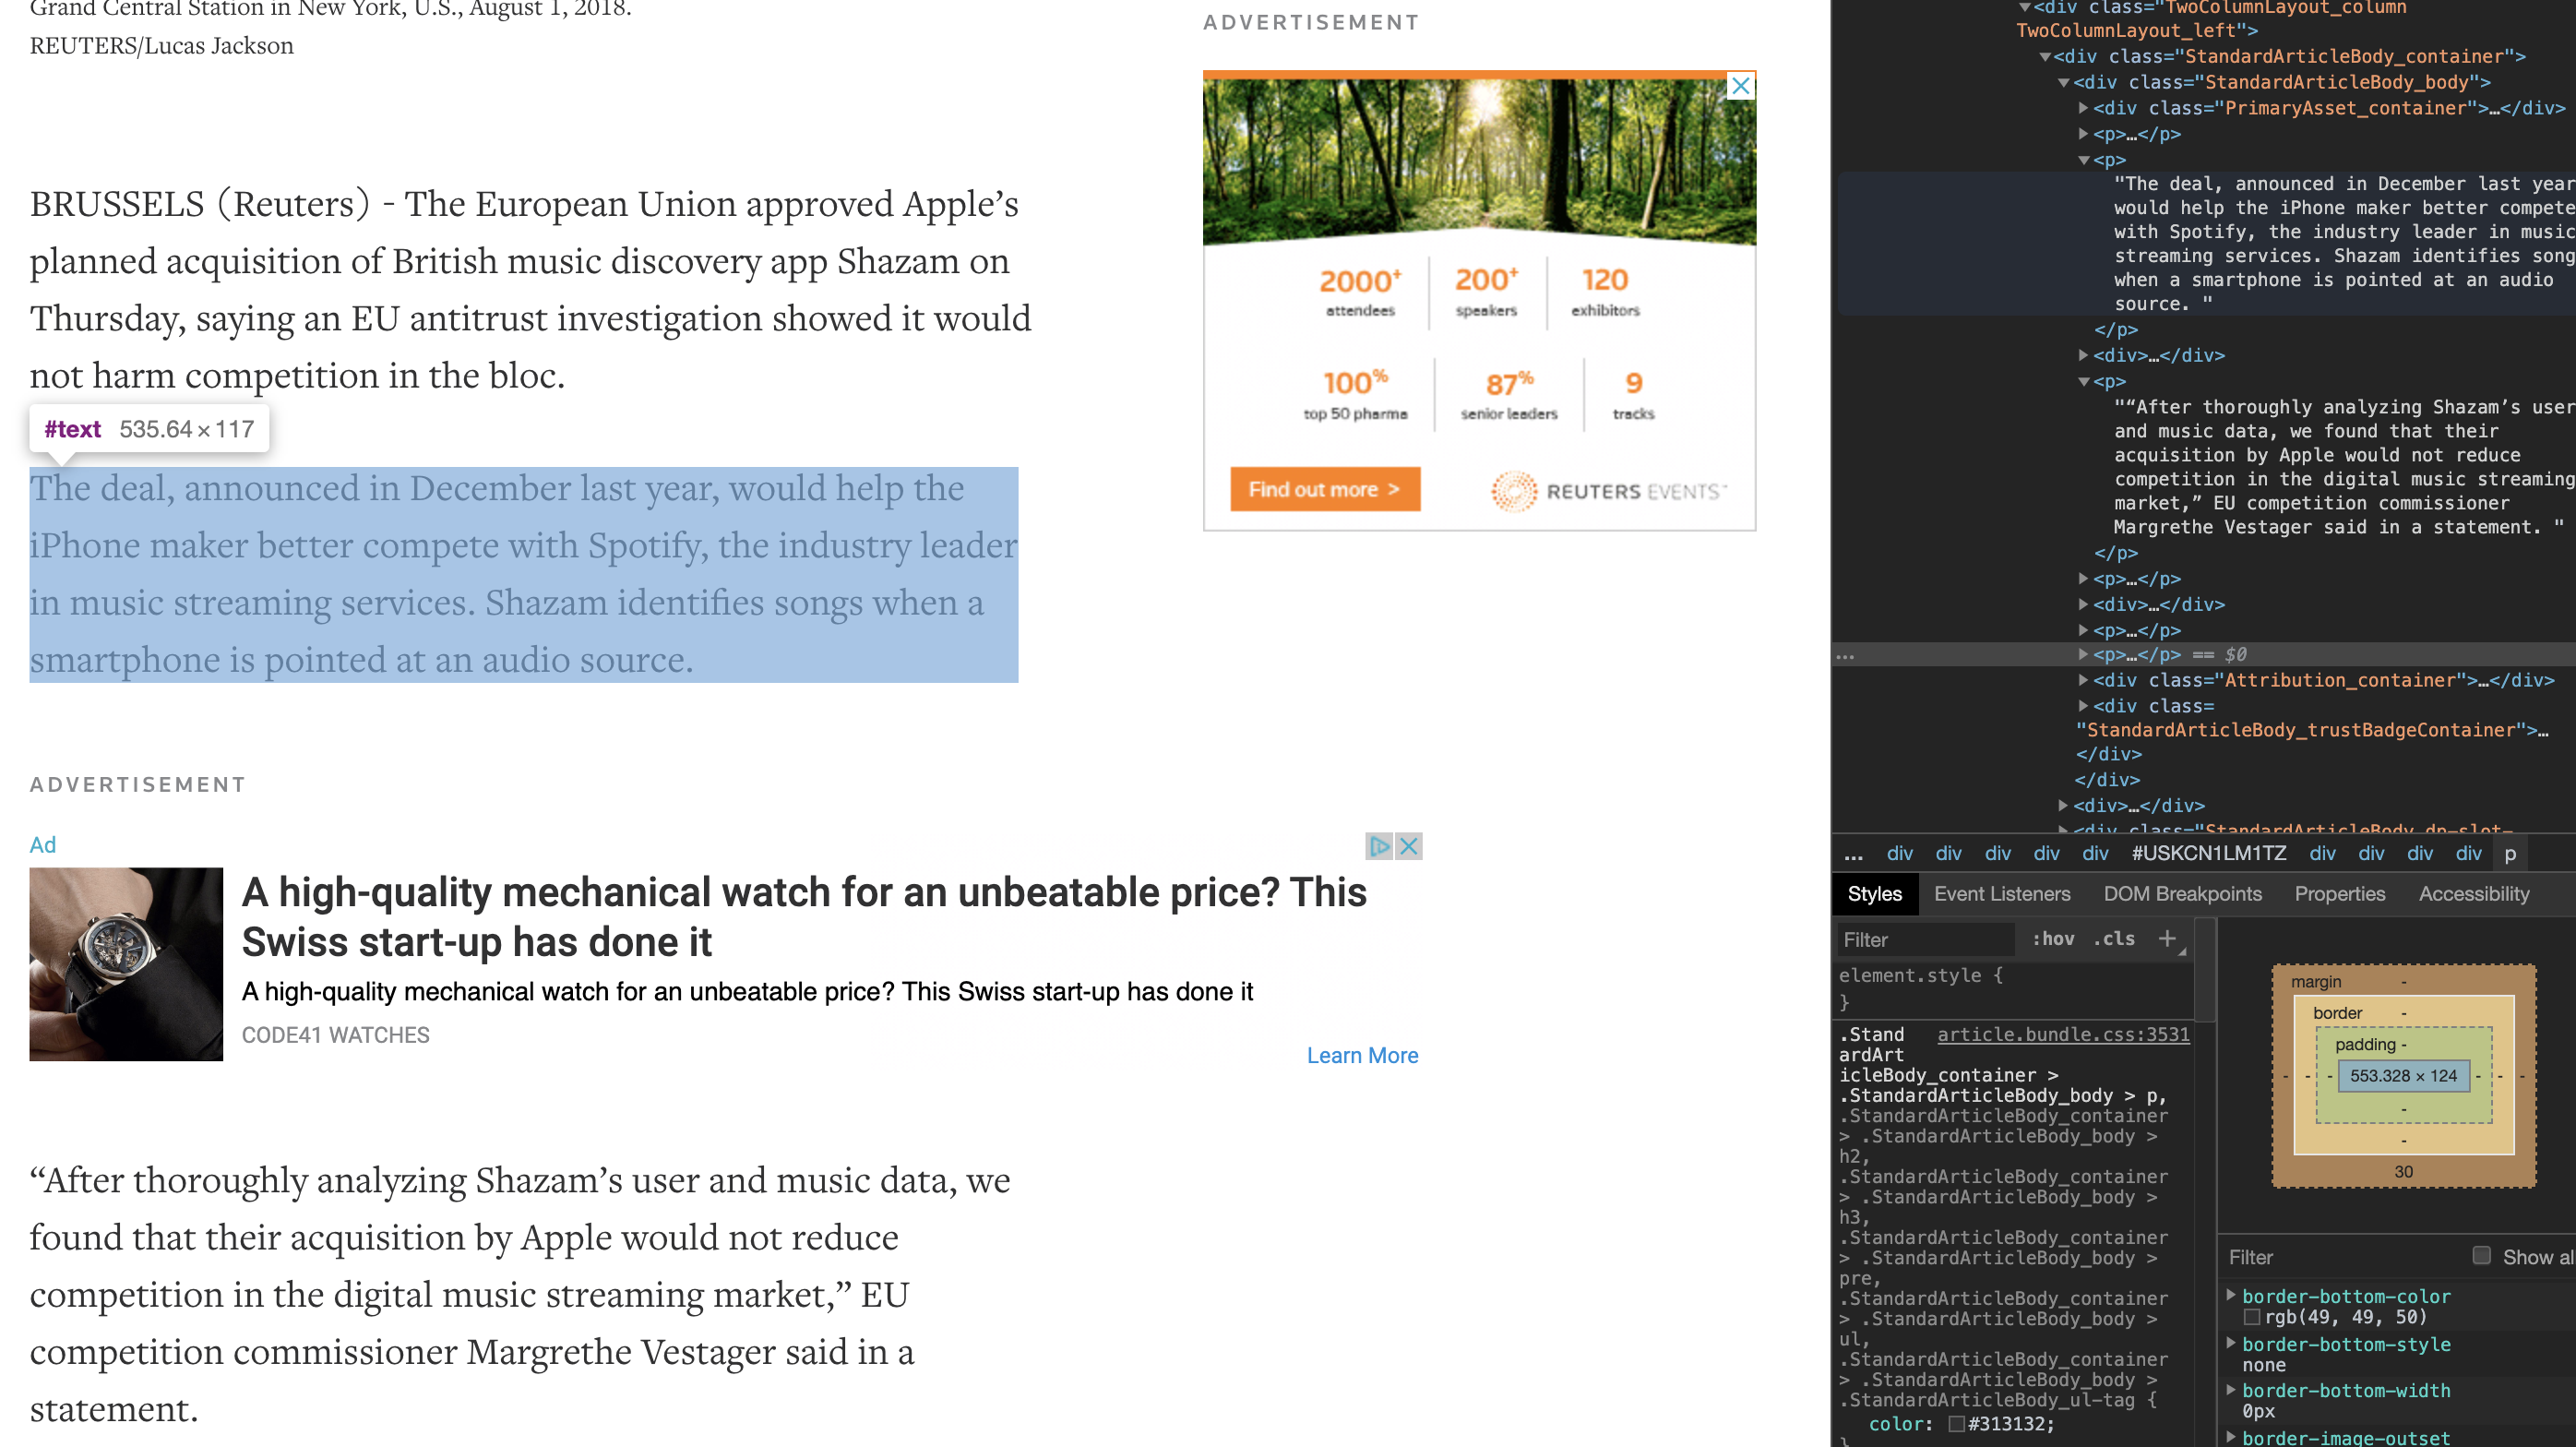 Grand Central Station in New York, U.S., August 1, 2018.
REUTERS/Lucas Jackson
BRUSSELS (Reuters) - The European Union approved Apple’s
planned acquisition of British music discovery app Shazam on
Thursday, saying an EU antitrust investigation showed it would
not harm competition in the bloc.
#text 535.64 × 117
The deal, announced in December last year, would help the
iPhone maker better compete with Spotify, the industry leader
in music streaming services. Shazam identifies songs when a
smartphone is pointed at an audio source.
ADVERTISEMENT
Ad
A high-quality mechanical watch for an unbeatable price? This
Swiss start-up has done it
A high-quality mechanical watch for an unbeatable price? This Swiss start-up has done it
CODE41 WATCHES
Learn More
“After thoroughly analyzing Shazam’s user and music data, we
found that their acquisition by Apple would not reduce
competition in the digital music streaming market,” EU
competition commissioner Margrethe Vestager said in a
statement.
ADVERTISEMENT
2000+ 200+ 120
attendees speakers exhibitors
100% 87% 9
top 50 pharma senior leaders tracks
Find out more >
REUTERS EVENTS™
▼<div class="TwoColumnLayout_column
TwoColumnLayout_left">
▼<div class="StandardArticleBody_container">
▼<div class="StandardArticleBody_body">
▶<div class="PrimaryAsset_container">…</div>
▶<p>…</p>
▼<p>
"The deal, announced in December last year
would help the iPhone maker better compete
with Spotify, the industry leader in music
streaming services. Shazam identifies song
when a smartphone is pointed at an audio
source. "
</p>
▶<div>…</div>
▼<p>
"“After thoroughly analyzing Shazam’s user
and music data, we found that their
acquisition by Apple would not reduce
competition in the digital music streaming
market,” EU competition commissioner
Margrethe Vestager said in a statement. "
</p>
▶<p>…</p>
▶<div>…</div>
▶<p>…</p>
… ▶<p>…</p> == $0
▶<div class="Attribution_container">…</div>
▶<div class=
"StandardArticleBody_trustBadgeContainer">…
</div>
</div>
▶<div>…</div>
▶<div class="StandardArticleBody_dp-slot-
… div div div div div #USKCN1LM1TZ div div div div p
Styles Event Listeners DOM Breakpoints Properties Accessibility
Filter :hov .cls +
element.style {
}
.Stand article.bundle.css:3531
ardArt
icleBody_container >
.StandardArticleBody_body > p,
.StandardArticleBody_container
> .StandardArticleBody_body >
h2,
.StandardArticleBody_container
> .StandardArticleBody_body >
h3,
.StandardArticleBody_container
> .StandardArticleBody_body >
pre,
.StandardArticleBody_container
> .StandardArticleBody_body >
ul,
.StandardArticleBody_container
> .StandardArticleBody_body >
.StandardArticleBody_ul-tag {
color: #313132;
}
margin -
border -
padding -
- - - 553.328 × 124 - - -
-
-
30
Filter Show al
▶border-bottom-color
rgb(49, 49, 50)
▶border-bottom-style
none
▶border-bottom-width
0px
▶border-image-outset